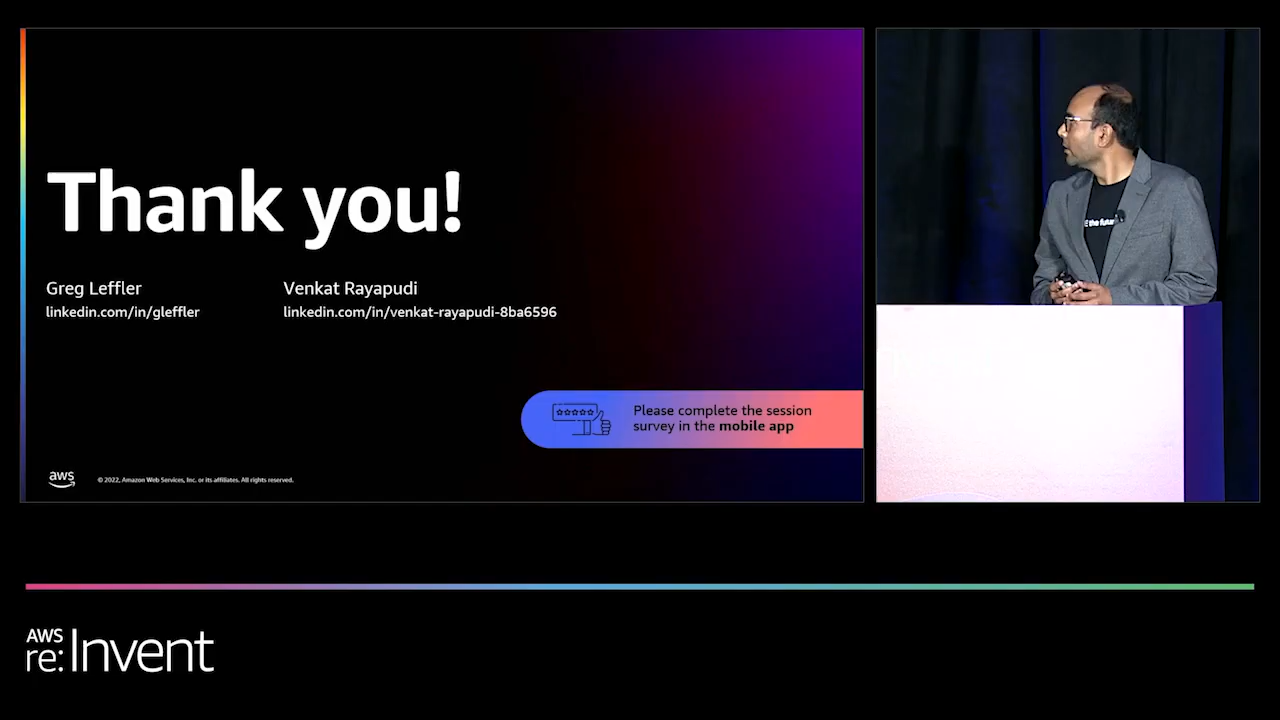 Thank you!
Greg Leffler
linkedin.com/in/gleffler
Venkat Rayapudi
linkedin.com/in/venkat-rayapudi-8ba6596
Please complete the session
survey in the mobile app
aws
© 2022, Amazon Web Services, Inc. or its affiliates. All rights reserved.
the future
AWS
re:Invent